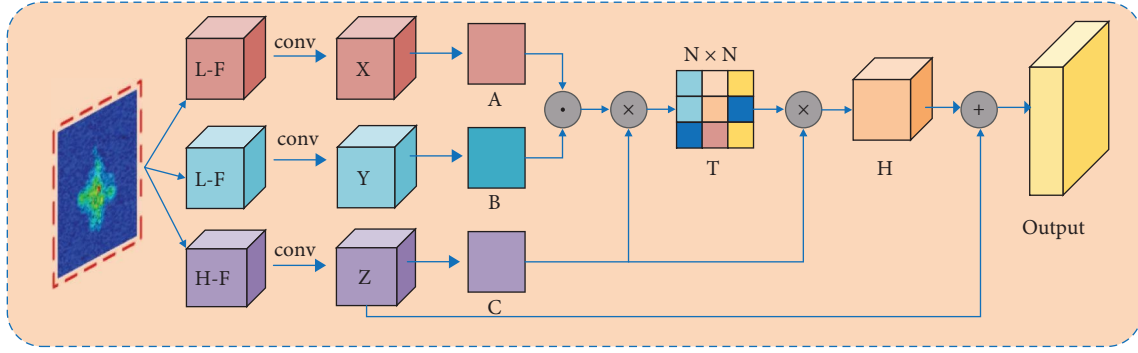 L-F
conv
X
A
L-F
conv
Y
B
H-F
conv
Z
C
·
×
N × N
T
×
H
+
Output